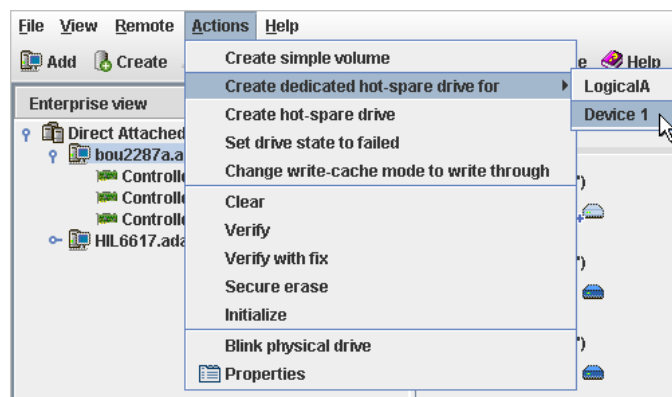 File View Remote Actions Help
Add Create e Help
Create simple volume
Create dedicated hot-spare drive for
LogicalA
Device 1
Create hot-spare drive
Set drive state to failed
Change write-cache mode to write through
Clear
Verify
Verify with fix
Secure erase
Initialize
Blink physical drive
Properties
Enterprise view
Direct Attached
bou2287a.a
Controlle
Controlle
Controlle
HIL6617.ada
")
")
")